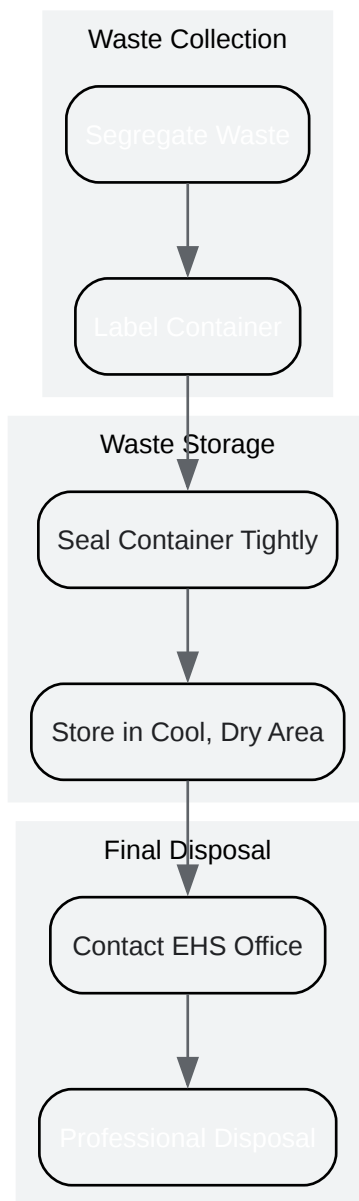 Waste Collection
Segregate Waste
Label Container
Waste Storage
Seal Container Tightly
Store in Cool, Dry Area
Final Disposal
Contact EHS Office
Professional Disposal